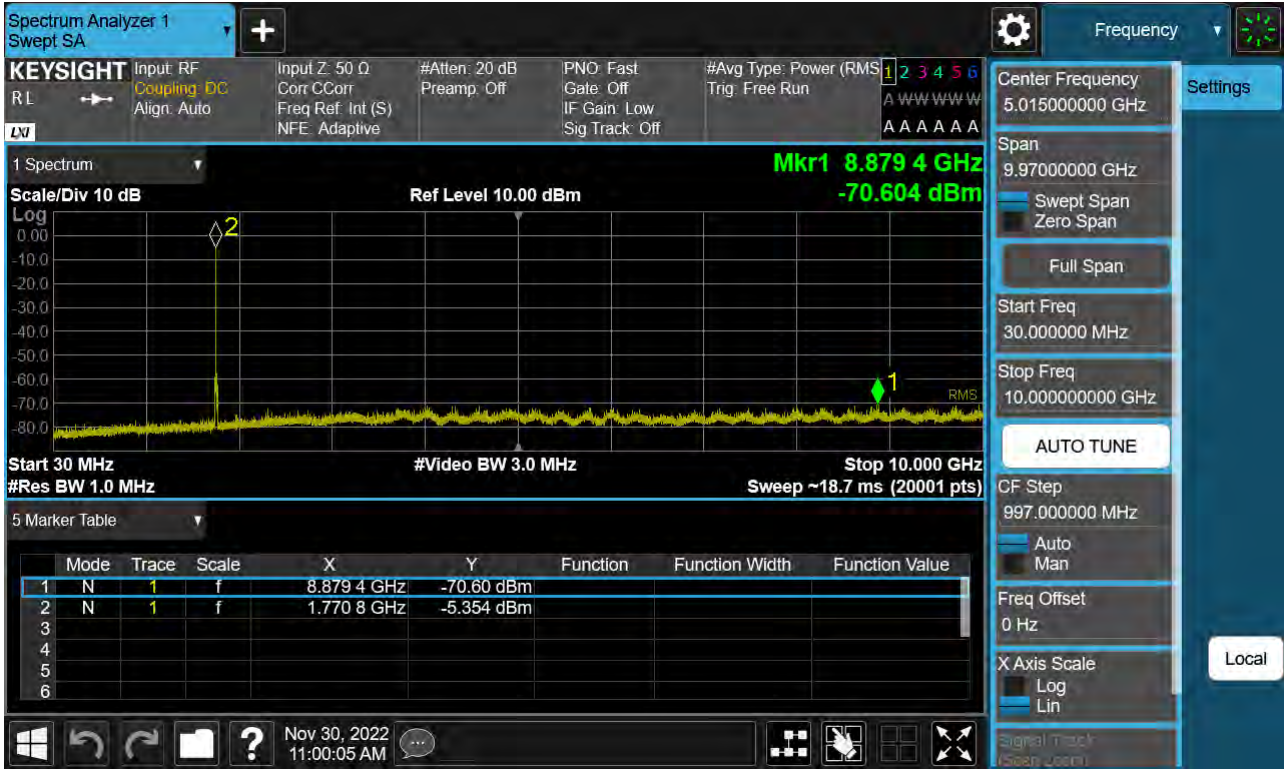 Spectrum Analyzer 1
Swept SA
+
Frequency
KEYSIGHT
RL
LXI
Input: RF
Coupling: DC
Align: Auto
Input Z: 50 Ω
Corr CCorr
Freq Ref: Int (S)
NFE: Adaptive
#Atten: 20 dB
Preamp: Off
PNO: Fast
Gate: Off
IF Gain: Low
Sig Track: Off
#Avg Type: Power (RMS
Trig: Free Run
1 2 3 4 5 6
A W W W W W
A A A A A A
1 Spectrum
Scale/Div 10 dB
Ref Level 10.00 dBm
Mkr1 8.879 4 GHz
-70.604 dBm
Log
0.00
-10.0
-20.0
-30.0
-40.0
-50.0
-60.0
-70.0
-80.0
2
1
RMS
Start 30 MHz
#Video BW 3.0 MHz
Stop 10.000 GHz
#Res BW 1.0 MHz
Sweep ~18.7 ms (20001 pts)
5 Marker Table
Mode Trace Scale X Y Function Function Width Function Value
1 N 1 f 8.879 4 GHz -70.60 dBm
2 N 1 f 1.770 8 GHz -5.354 dBm
3
4
5
6
Nov 30, 2022
11:00:05 AM
Center Frequency
5.015000000 GHz
Settings
Span
9.97000000 GHz
Swept Span
Zero Span
Full Span
Start Freq
30.000000 MHz
Stop Freq
10.000000000 GHz
AUTO TUNE
CF Step
997.000000 MHz
Auto
Man
Freq Offset
0 Hz
X Axis Scale
Log
Lin
Local
Signal Track
(Span Zoom)